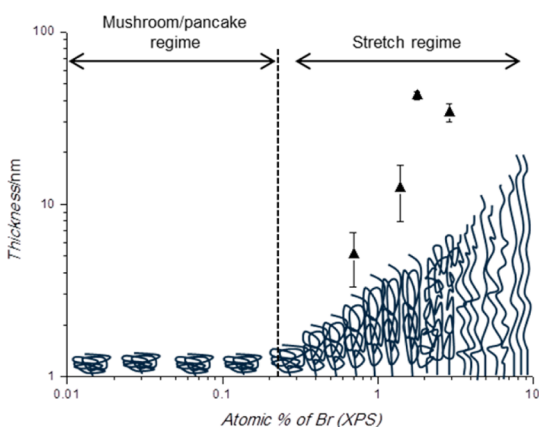 Mushroom/pancake
regime
Stretch regime
100
10
1
Thickness/nm
0.01
0.1
1
10
Atomic % of Br (XPS)